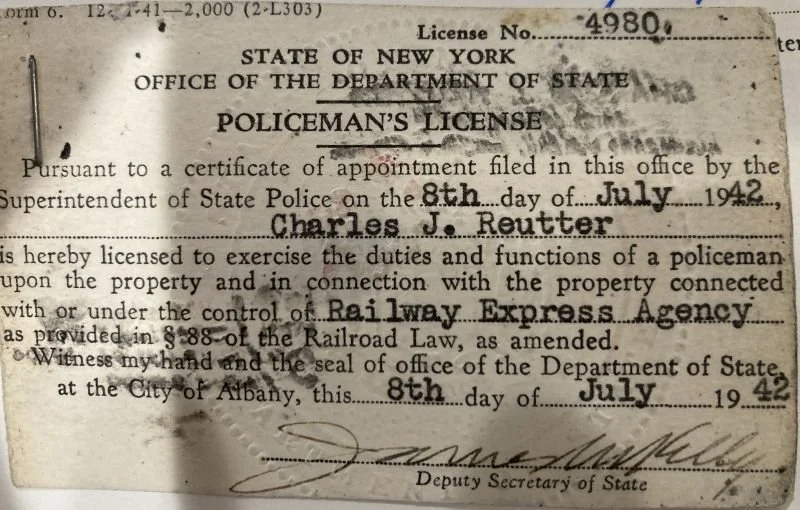 orm 6. 12-1-41—2,000 (2-L303)
License No. 4980
STATE OF NEW YORK
OFFICE OF THE DEPARTMENT OF STATE
POLICEMAN'S LICENSE
Pursuant to a certificate of appointment filed in this office by the
Superintendent of State Police on the 8th day of July 1942,
Charles J. Reutter
is hereby licensed to exercise the duties and functions of a policeman
upon the property and in connection with the property connected
with or under the control of Railway Express Agency
as provided in § 88 of the Railroad Law, as amended.
Witness my hand and the seal of office of the Department of State,
at the City of Albany, this 8th day of July 19 42
Deputy Secretary of State